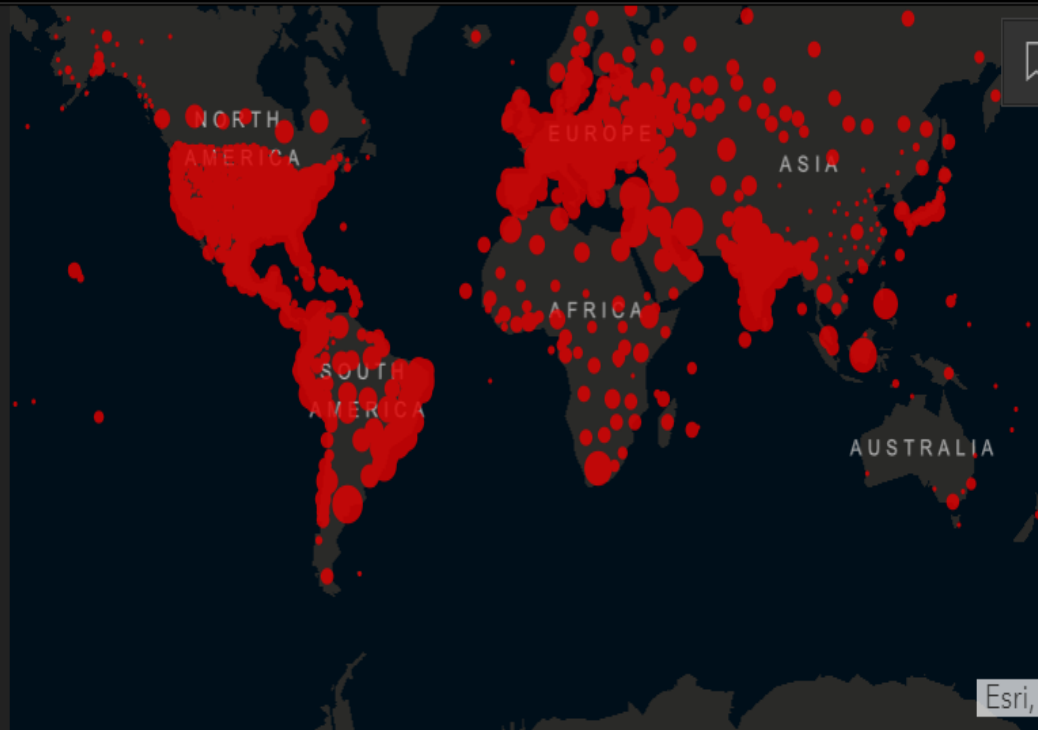 NORTH
AMERICA
EUROPE
ASIA
AFRICA
SOUTH
AMERICA
AUSTRALIA
Esri,